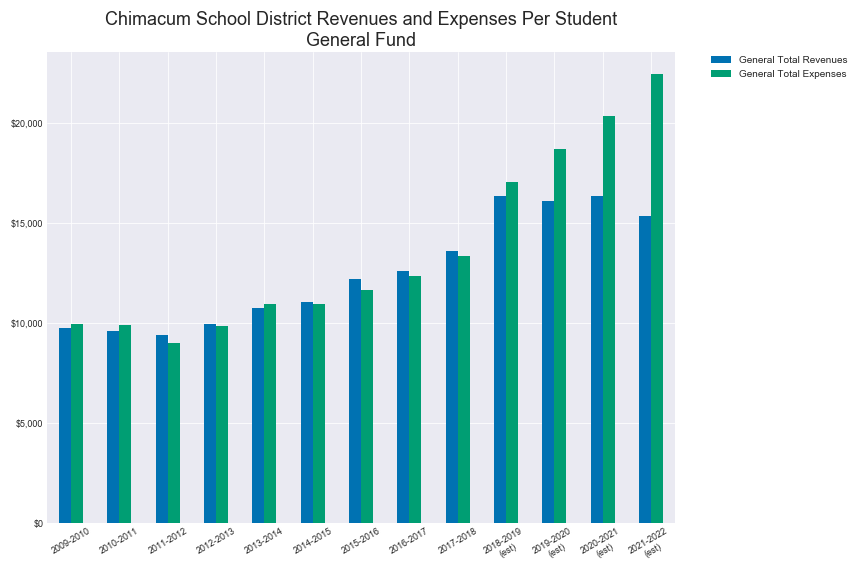 Chimacum School District Revenues and Expenses Per Student
General Fund
General Total Revenues
General Total Expenses
$20,000
$15,000
$10,000
$5,000
$0
2009-2010
2010-2011
2011-2012
2012-2013
2013-2014
2014-2015
2015-2016
2016-2017
2017-2018
2018-2019
(est)
2019-2020
(est)
2020-2021
(est)
2021-2022
(est)